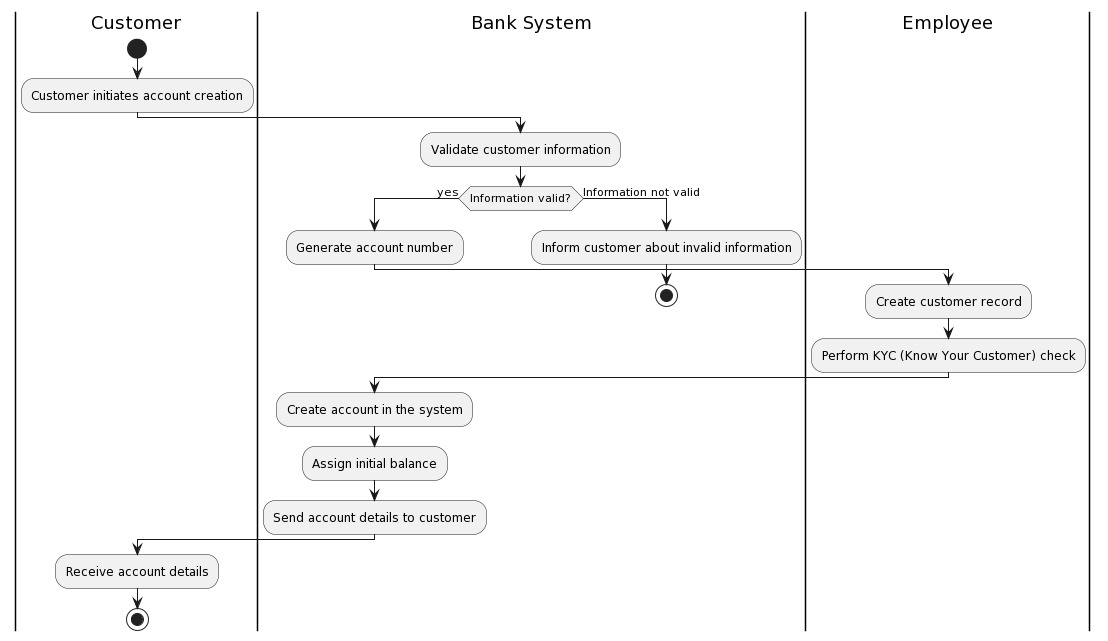 Customer
Bank System
Employee
Customer initiates account creation
Validate customer information
yes
Information valid?
Information not valid
Generate account number
Inform customer about invalid information
Create customer record
Perform KYC (Know Your Customer) check
Create account in the system
Assign initial balance
Send account details to customer
Receive account details